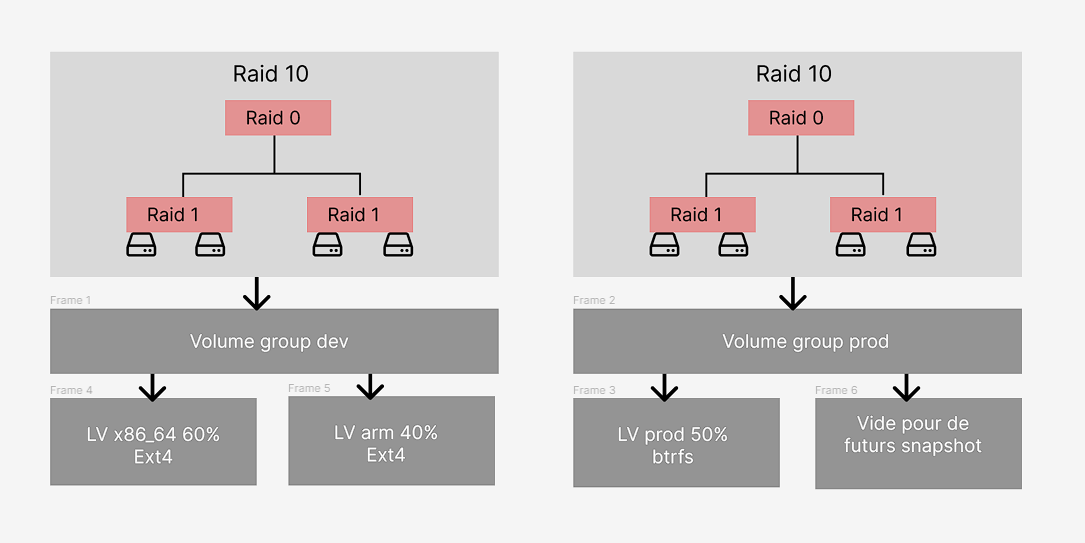 Raid 10
Raid 0
Raid 1
Raid 1
Frame 1
Volume group dev
Frame 4
LV x86_64 60%
Ext4
Frame 5
LV arm 40%
Ext4
Raid 10
Raid 0
Raid 1
Raid 1
Frame 2
Volume group prod
Frame 3
LV prod 50%
btrfs
Frame 6
Vide pour de
futurs snapshot